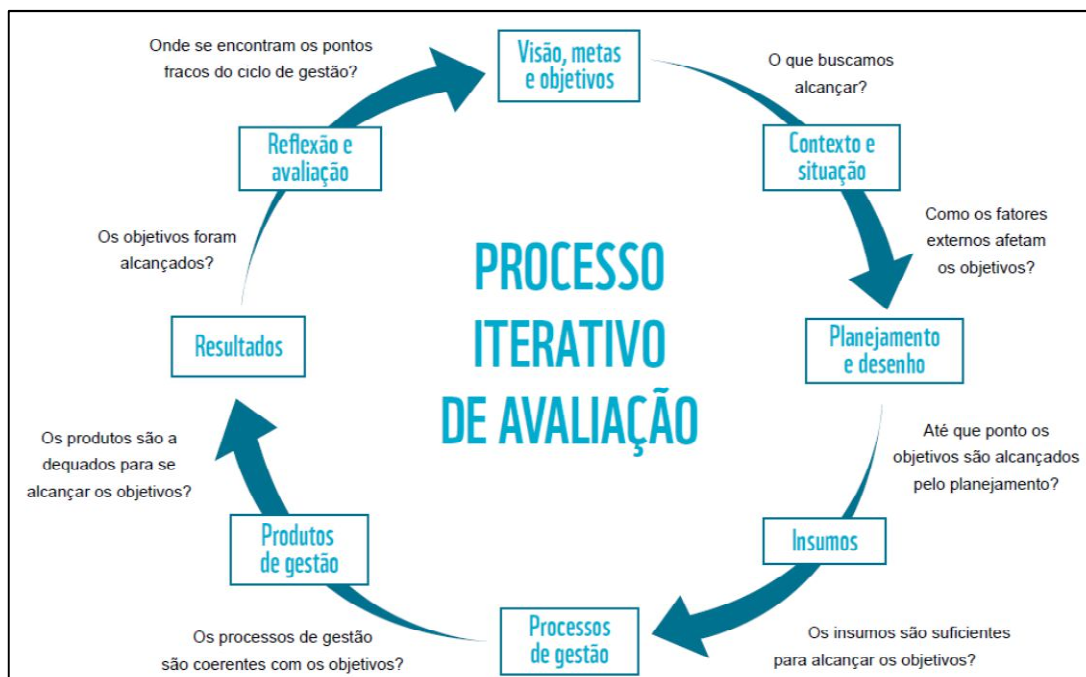 Visão, metas
e objetivos
O que buscamos
alcançar?
Contexto e
situação
Como os fatores
externos afetam
os objetivos?
Planejamento
e desenho
Até que ponto os
objetivos são alcançados
pelo planejamento?
Insumos
Os insumos são suficientes
para alcançar os objetivos?
Processos
de gestão
Os processos de gestão
são coerentes com os objetivos?
Produtos
de gestão
Os produtos são a
dequados para se
alcançar os objetivos?
Resultados
Os objetivos foram
alcançados?
Reflexão e
avaliação
Onde se encontram os pontos
fracos do ciclo de gestão?
PROCESSO
ITERATIVO
DE AVALIAÇÃO